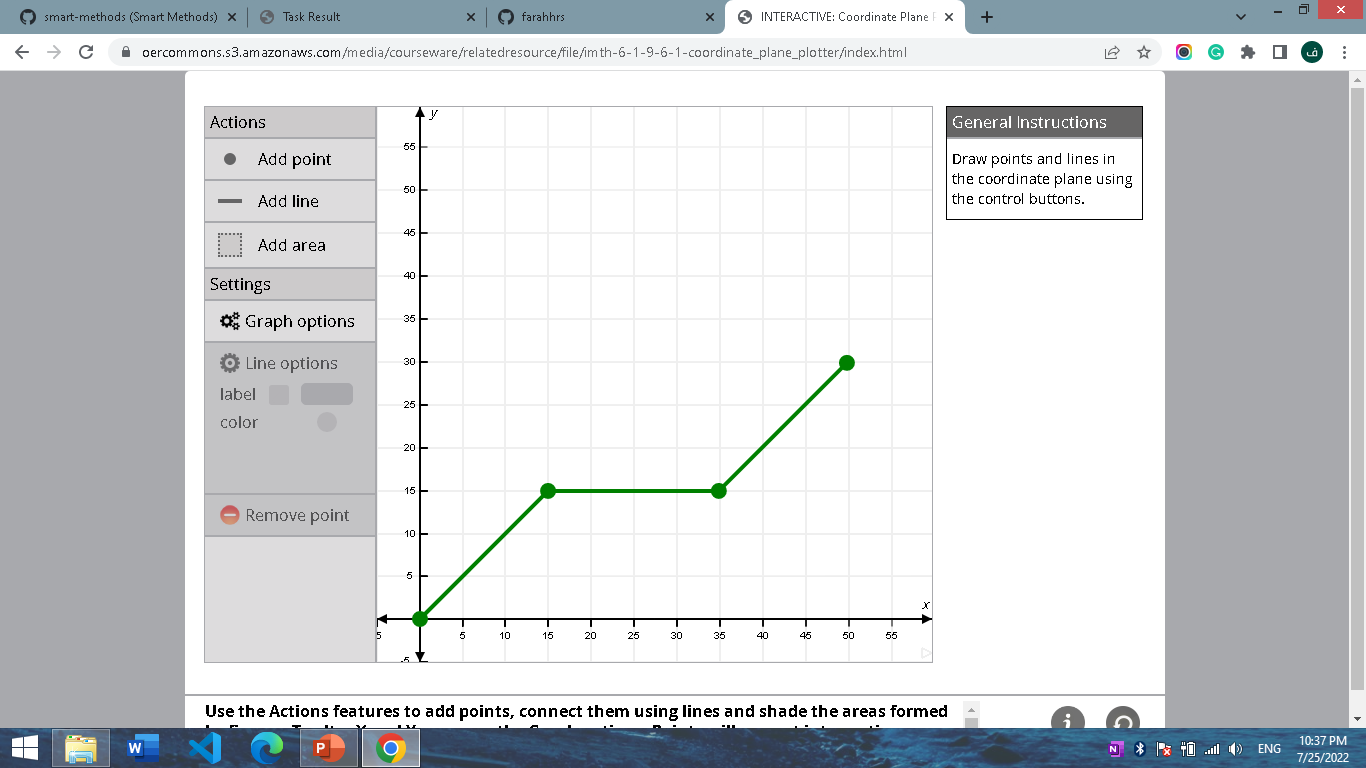 smart-methods (Smart Methods)
Task Result
farahhrs
INTERACTIVE: Coordinate Plane
oercommons.s3.amazonaws.com/media/courseware/relatedresource/file/imth-6-1-9-6-1-coordinate_plane_plotter/index.html
ف
Actions
Add point
Add line
Add area
Settings
Graph options
Line options
label
color
Remove point
y
55
50
45
40
35
30
25
20
15
10
5
x
5 5 10 15 20 25 30 35 40 45 50 55
-5
General Instructions
Draw points and lines in
the coordinate plane using
the control buttons.
Use the Actions features to add points, connect them using lines and shade the areas formed
ENG
10:37 PM
7/25/2022